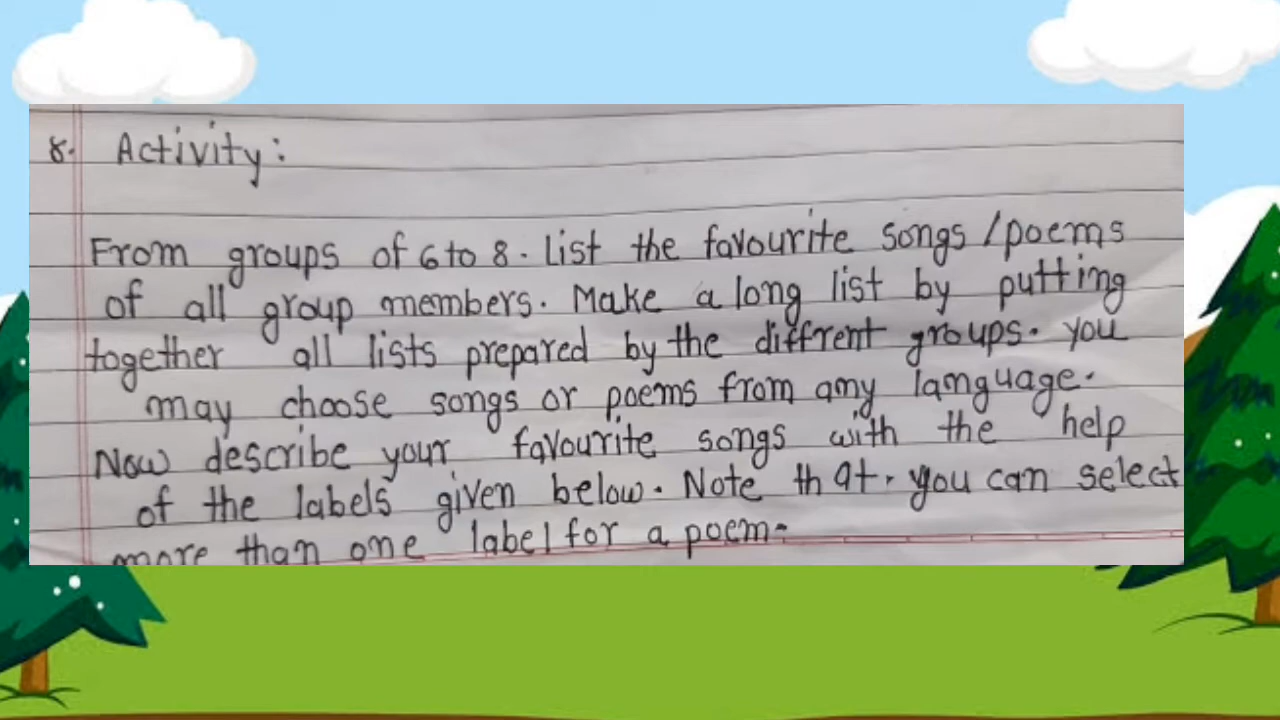 8. Activity:
From groups of 6 to 8. List the favourite songs /poems
of all group members. Make a long list by putting
together all lists prepared by the diffrent groups. you
may choose songs or poems from any language.
Now describe your favourite songs with the help
of the labels given below. Note that, you can select
more than one label for a poem.